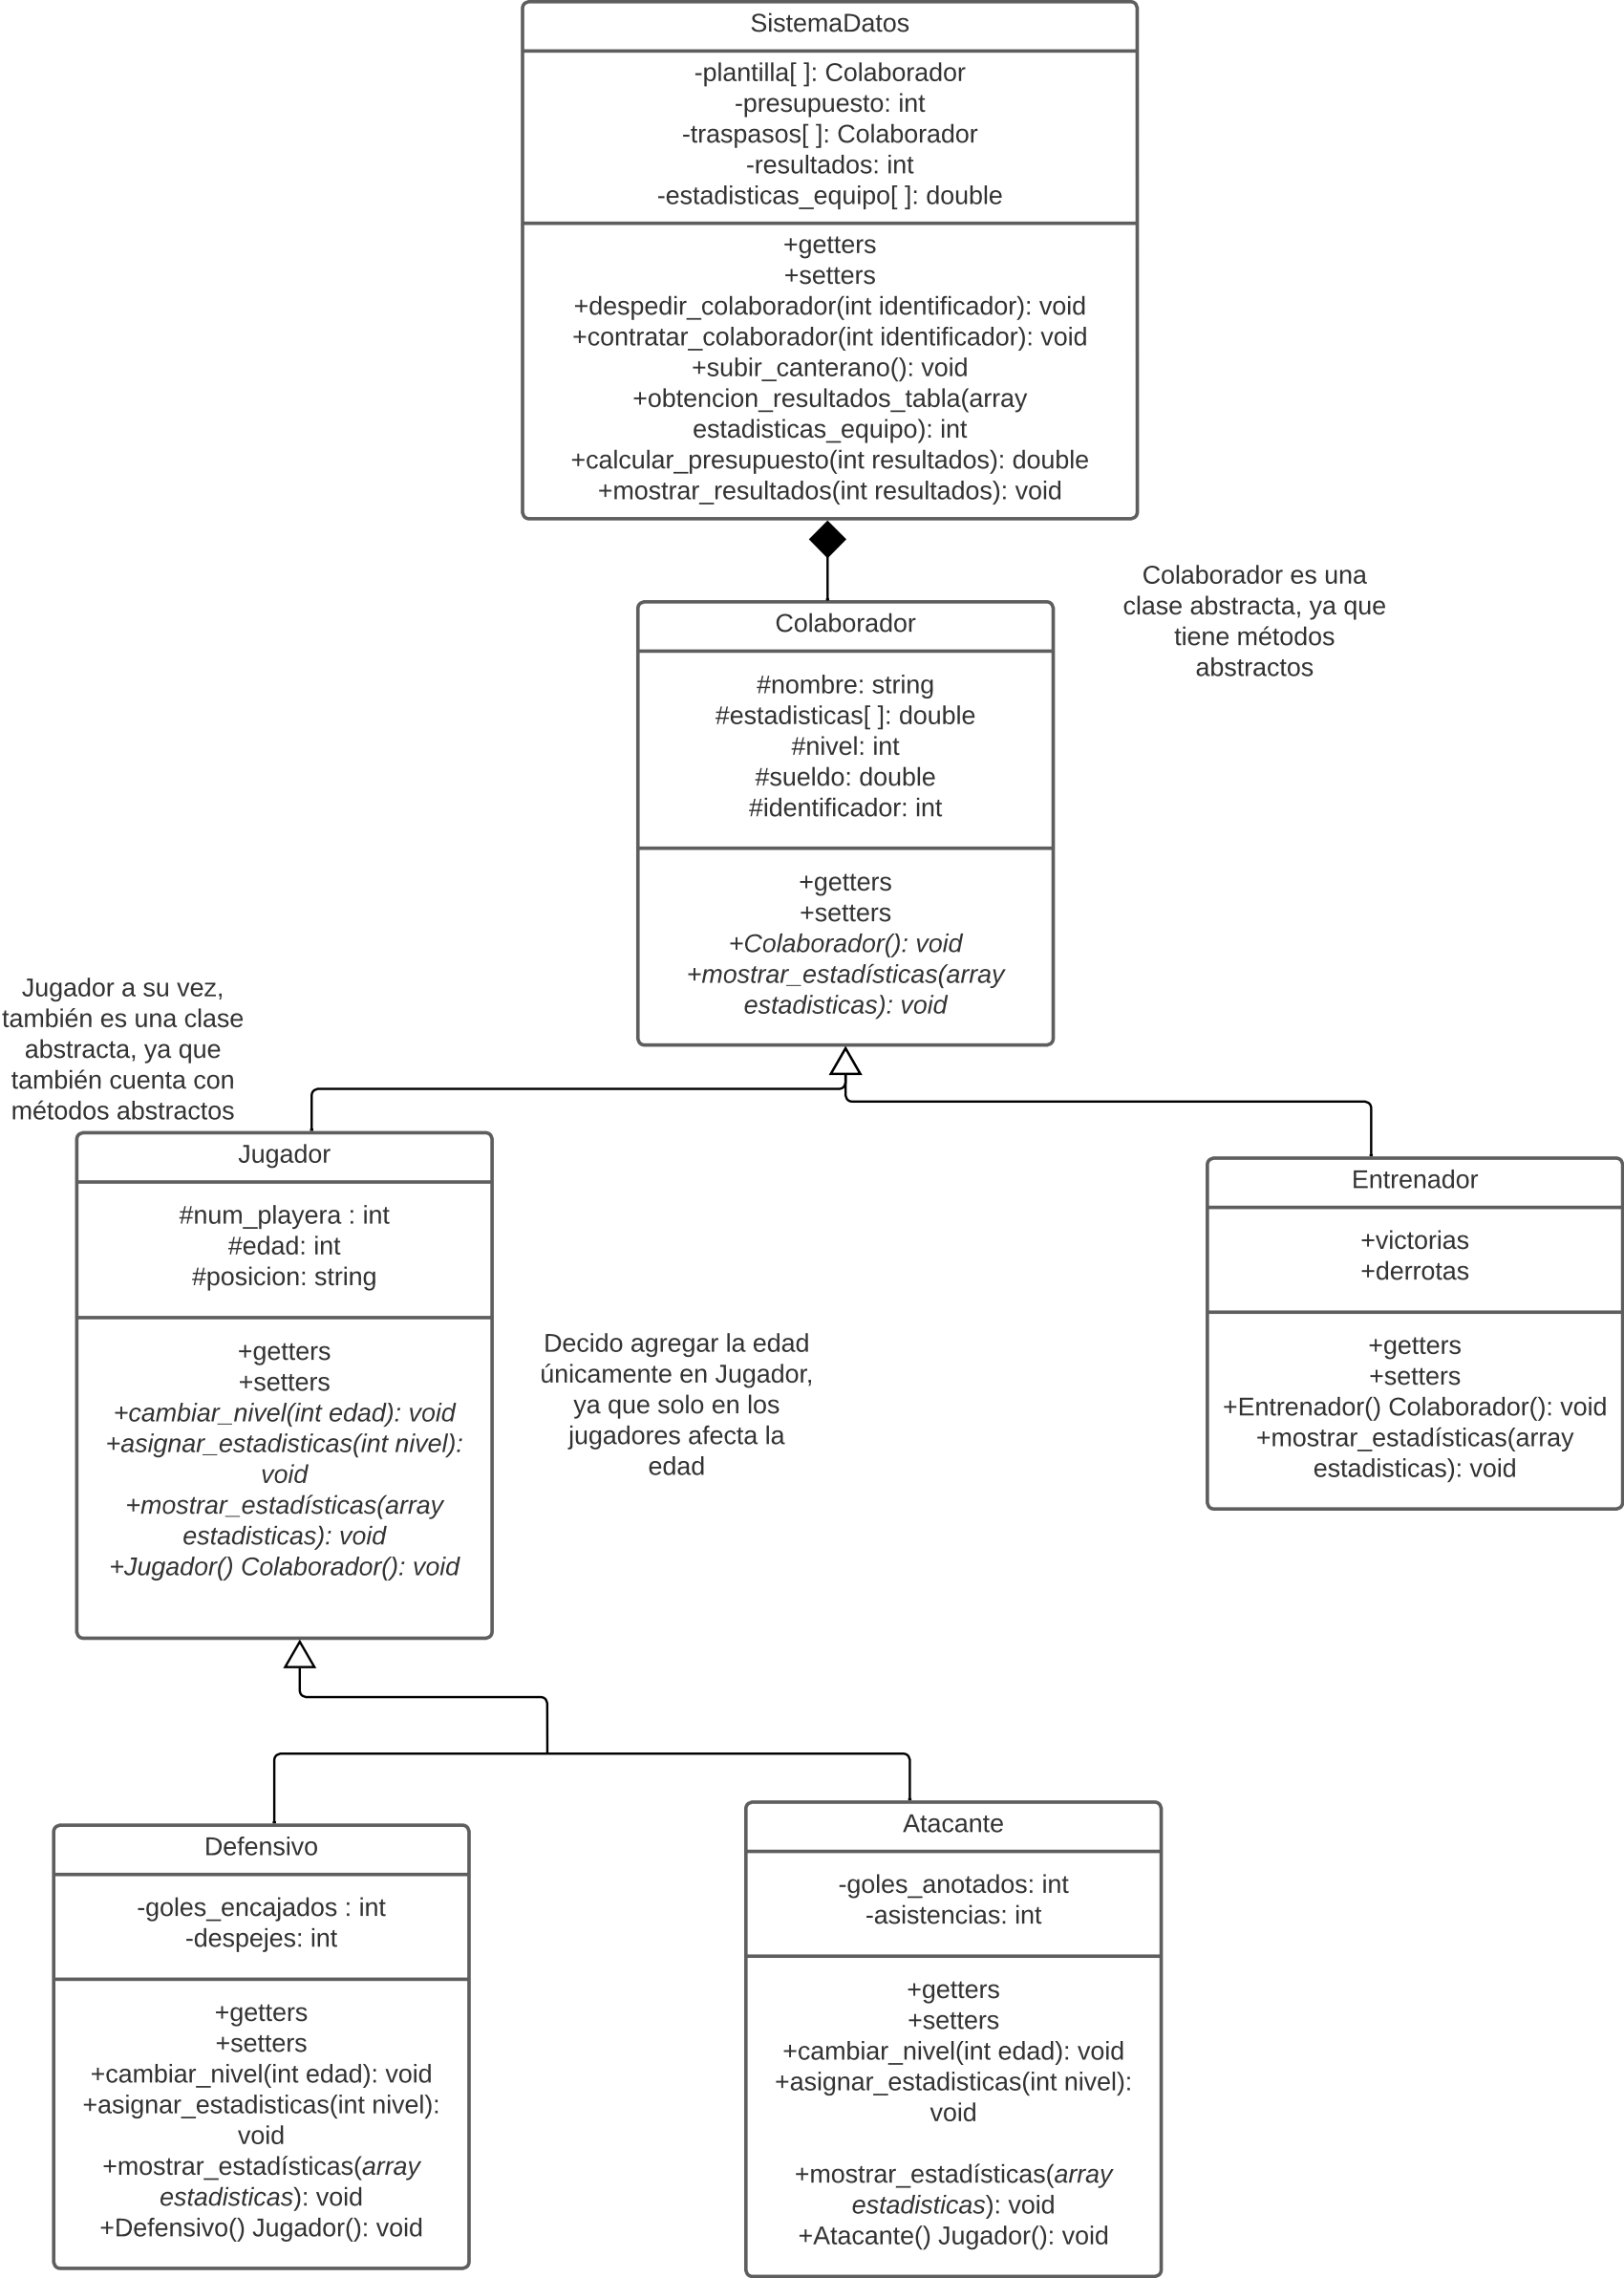 SistemaDatos
-plantilla[ ]: Colaborador
-presupuesto: int
-traspasos[ ]: Colaborador
-resultados: int
-estadisticas_equipo[ ]: double
+getters
+setters
+despedir_colaborador(int identificador): void
+contratar_colaborador(int identificador): void
+subir_canterano(): void
+obtencion_resultados_tabla(array
estadisticas_equipo): int
+calcular_presupuesto(int resultados): double
+mostrar_resultados(int resultados): void
Colaborador es una
clase abstracta, ya que
tiene métodos
abstractos
Colaborador
#nombre: string
#estadisticas[ ]: double
#nivel: int
#sueldo: double
#identificador: int
+getters
+setters
+Colaborador(): void
+mostrar_estadísticas(array
estadisticas): void
Jugador a su vez,
también es una clase
abstracta, ya que
también cuenta con
métodos abstractos
Jugador
#num_playera : int
#edad: int
#posicion: string
+getters
+setters
+cambiar_nivel(int edad): void
+asignar_estadisticas(int nivel):
void
+mostrar_estadísticas(array
estadisticas): void
+Jugador() Colaborador(): void
Decido agregar la edad
únicamente en Jugador,
ya que solo en los
jugadores afecta la
edad
Entrenador
+victorias
+derrotas
+getters
+setters
+Entrenador() Colaborador(): void
+mostrar_estadísticas(array
estadisticas): void
Defensivo
-goles_encajados : int
-despejes: int
+getters
+setters
+cambiar_nivel(int edad): void
+asignar_estadisticas(int nivel):
void
+mostrar_estadísticas(array
estadisticas): void
+Defensivo() Jugador(): void
Atacante
-goles_anotados: int
-asistencias: int
+getters
+setters
+cambiar_nivel(int edad): void
+asignar_estadisticas(int nivel):
void
+mostrar_estadísticas(array
estadisticas): void
+Atacante() Jugador(): void